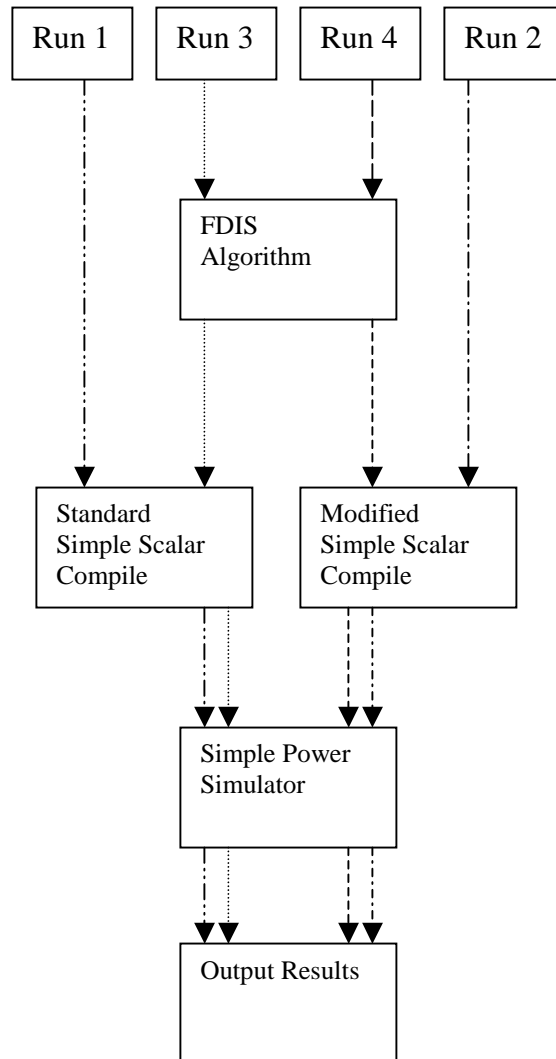 Run 1
Run 3
Run 4
Run 2
FDIS
Algorithm
Standard
Simple Scalar
Compile
Modified
Simple Scalar
Compile
Simple Power
Simulator
Output Results